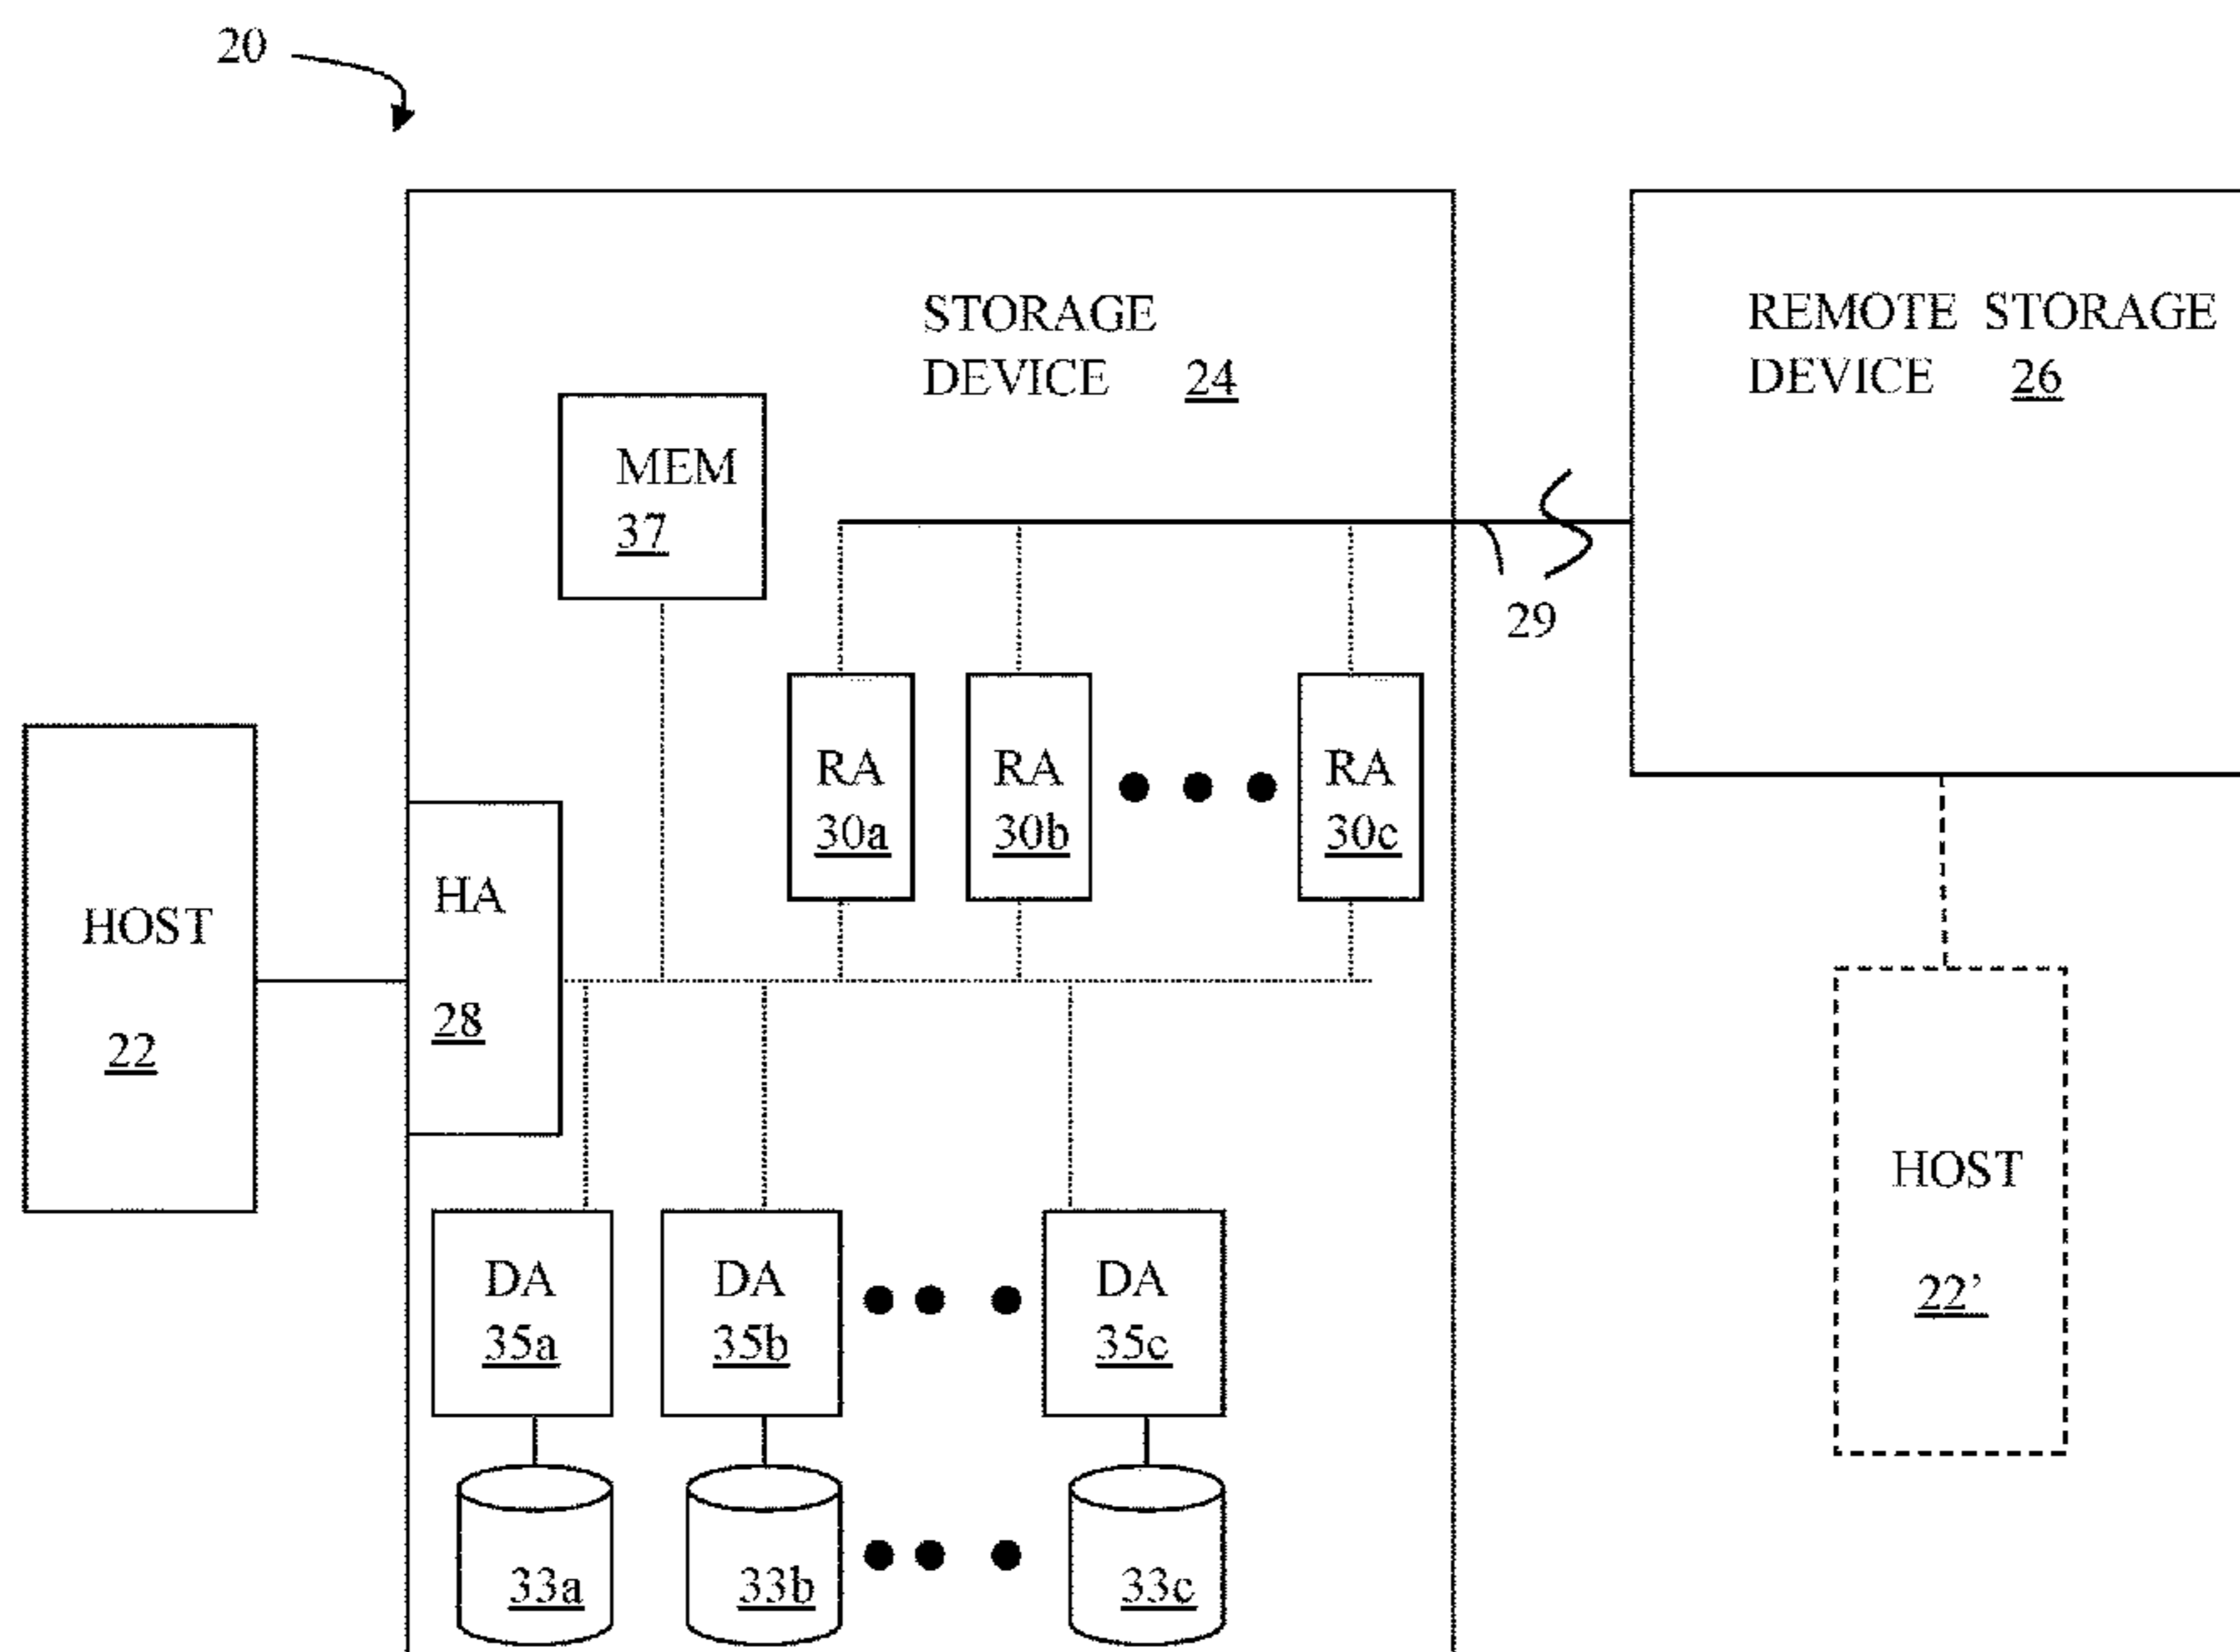 20
STORAGE
DEVICE 24
REMOTE STORAGE
DEVICE 26
MEM
37
29
RA
30a
RA
30b
RA
30c
HOST
22
HA
28
HOST
22’
DA
35a
DA
35b
DA
35c
33a
33b
33c